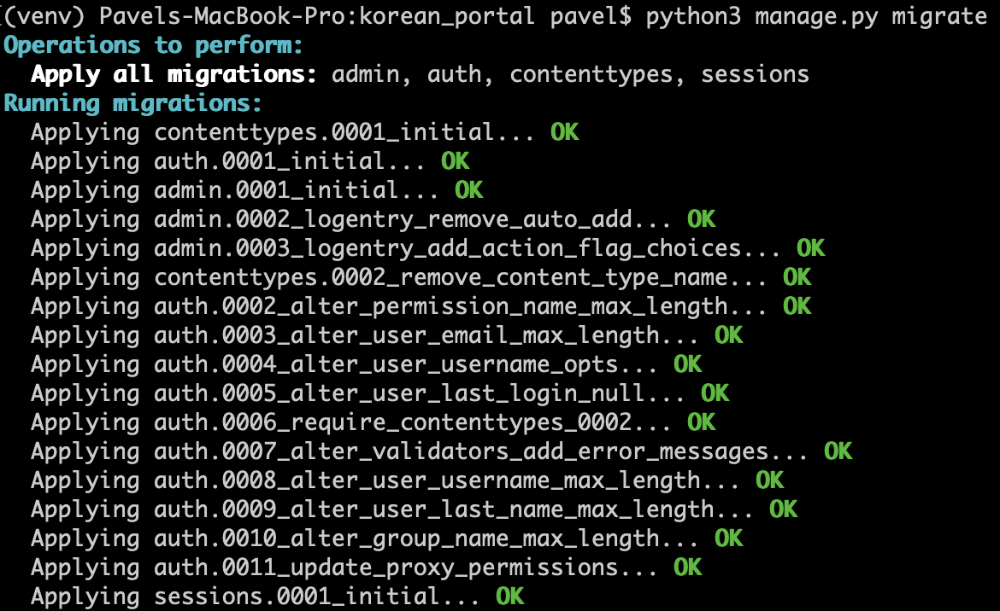 (venv) Pavels-MacBook-Pro:korean_portal pavel$ python3 manage.py migrate
Operations to perform:
  Apply all migrations: admin, auth, contenttypes, sessions
Running migrations:
  Applying contenttypes.0001_initial... OK
  Applying auth.0001_initial... OK
  Applying admin.0001_initial... OK
  Applying admin.0002_logentry_remove_auto_add... OK
  Applying admin.0003_logentry_add_action_flag_choices... OK
  Applying contenttypes.0002_remove_content_type_name... OK
  Applying auth.0002_alter_permission_name_max_length... OK
  Applying auth.0003_alter_user_email_max_length... OK
  Applying auth.0004_alter_user_username_opts... OK
  Applying auth.0005_alter_user_last_login_null... OK
  Applying auth.0006_require_contenttypes_0002... OK
  Applying auth.0007_alter_validators_add_error_messages... OK
  Applying auth.0008_alter_user_username_max_length... OK
  Applying auth.0009_alter_user_last_name_max_length... OK
  Applying auth.0010_alter_group_name_max_length... OK
  Applying auth.0011_update_proxy_permissions... OK
  Applying sessions.0001_initial... OK